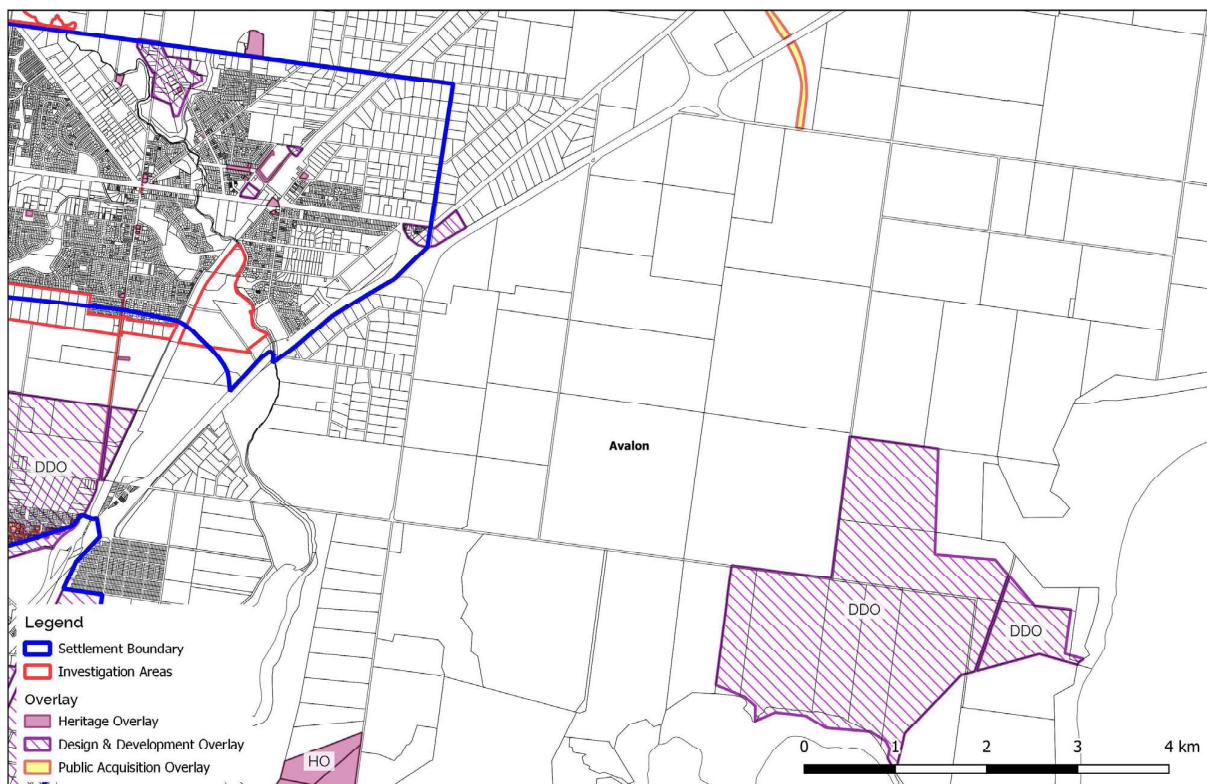 Avalon
DDO
DDO
DDO
HO
Legend
Settlement Boundary
Investigation Areas
Overlay
Heritage Overlay
Design & Development Overlay
Public Acquisition Overlay
0 1 2 3 4 km